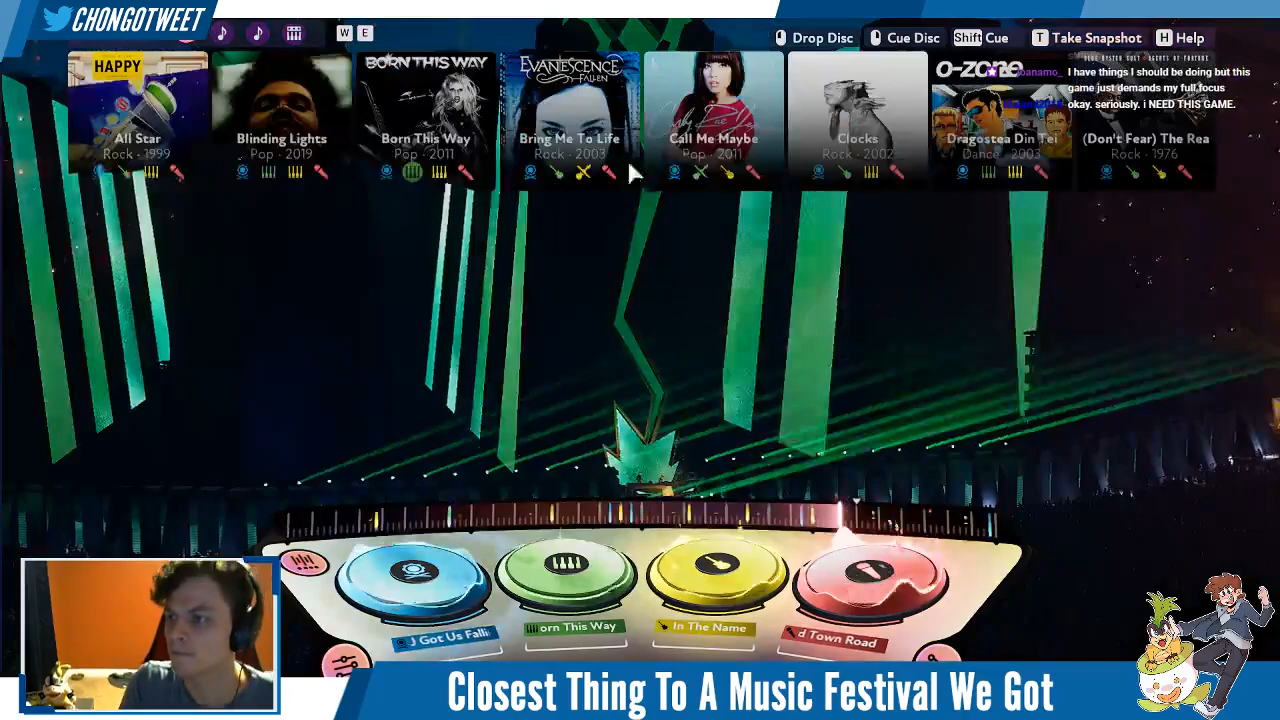 CHONGOTWEET
W E
Drop Disc Cue Disc Shift Cue T Take Snapshot H Help
HAPPY
All Star
Rock · 1999
Blinding Lights
Pop · 2019
BORN THIS WAY
Born This Way
Pop · 2011
EVANESCENCE
FALLEN
Bring Me To Life
Rock · 2003
Call Me Maybe
Pop · 2011
Clocks
Rock · 2002
O-ZONE
Dragostea Din Tei
Dance · 2003
(Don't Fear) The Rea
Rock · 1976
I have things I should be doing but this
game just demands my full focus
okay. seriously. i NEED THIS GAME.
J Got Us Falli
orn This Way
In The Name
d Town Road
Closest Thing To A Music Festival We Got